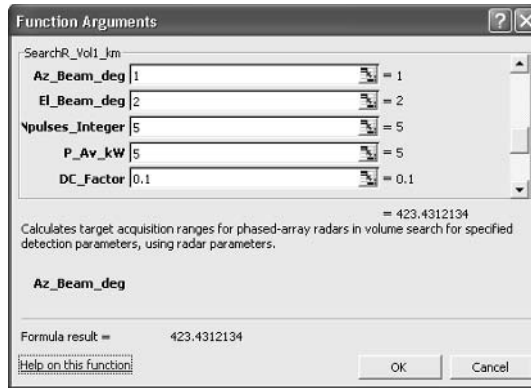 Function Arguments
SearchR_Vol1_km
Az_Beam_deg 1 = 1
El_Beam_deg 2 = 2
Npulses_Integer 5 = 5
P_Av_kW 5 = 5
DC_Factor 0.1 = 0.1
= 423.4312134
Calculates target acquisition ranges for phased-array radars in volume search for specified
detection parameters, using radar parameters.
Az_Beam_deg
Formula result = 423.4312134
Help on this function
OK Cancel